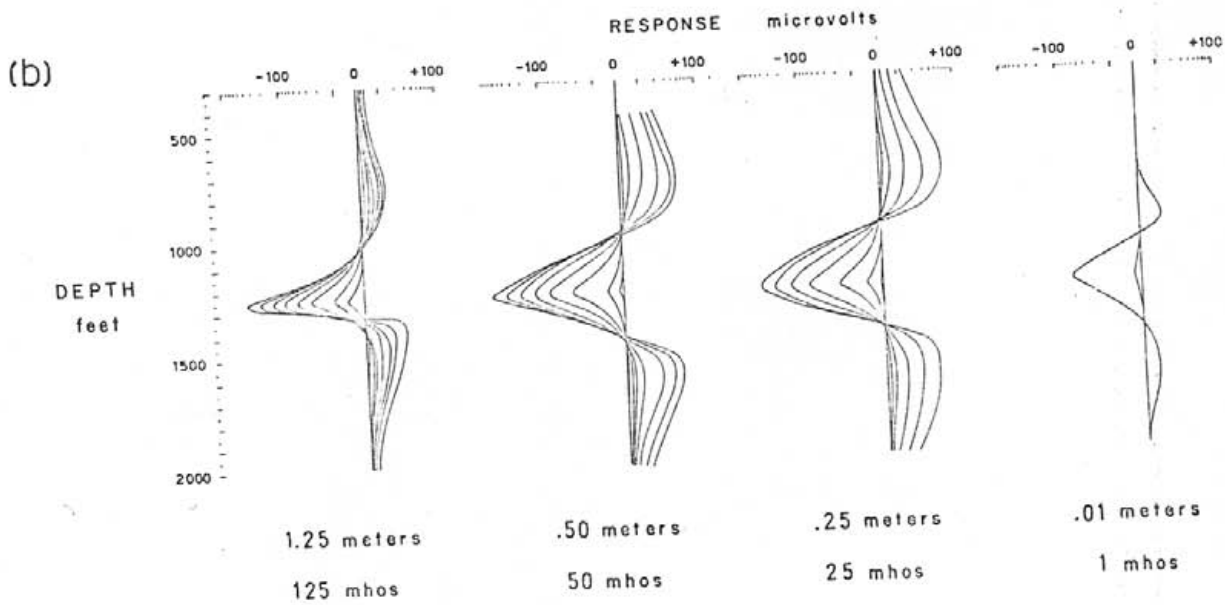 RESPONSE microvolts
(b)
-100 0 +100
-100 0 +100
-100 0 +100
-100 0 +100
500
1000
DEPTH
feet
1500
2000
1.25 meters
.50 meters
.25 meters
.01 meters
125 mhos
50 mhos
25 mhos
1 mhos